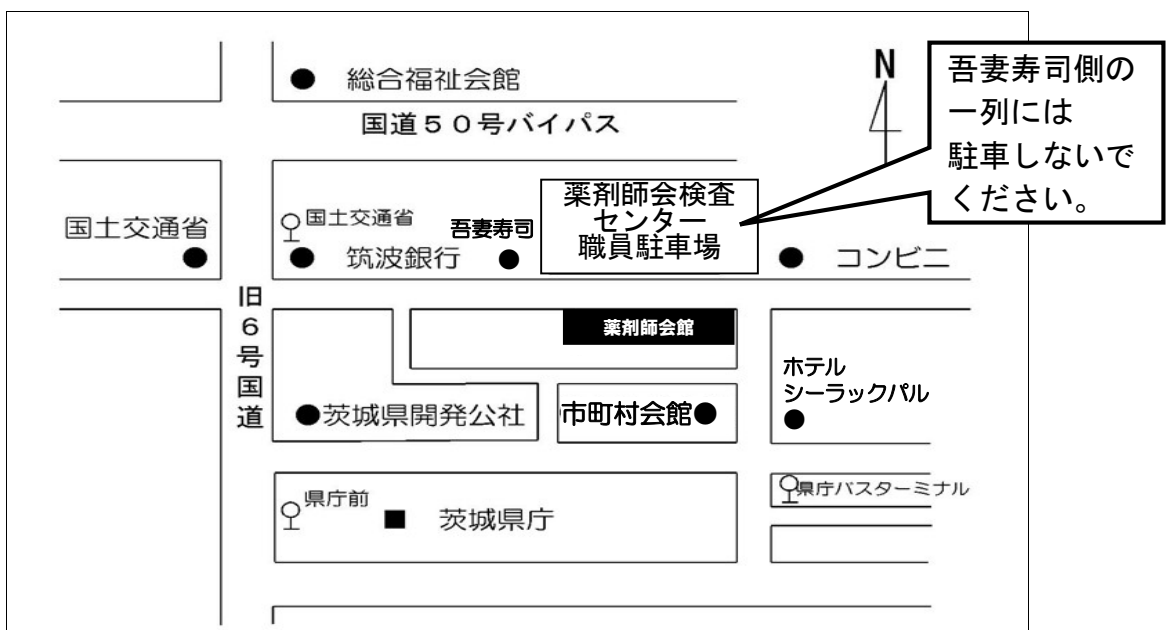 総合福祉会館
国道50号バイパス
N
吾妻寿司側の
一列には
駐車しないで
ください。
国土交通省
国土交通省
筑波銀行
吾妻寿司
薬剤師会検査
センター
職員駐車場
コンビニ
旧6号国道
薬剤師会館
ホテル
シーラックパル
茨城県開発公社
市町村会館
県庁前
茨城県庁
県庁バスターミナル